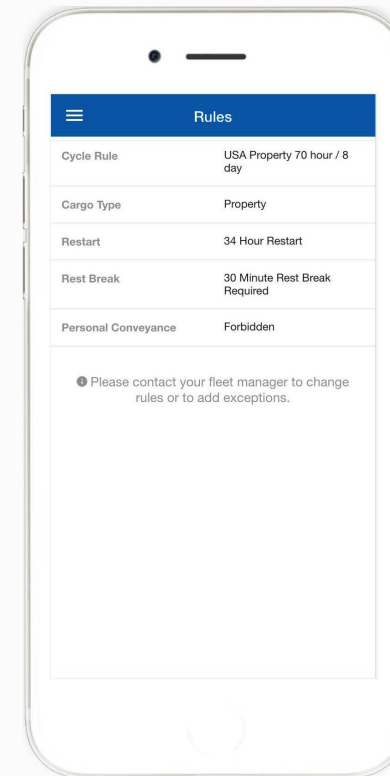 Rules
Cycle Rule
USA Property 70 hour / 8
day
Cargo Type
Property
Restart
34 Hour Restart
Rest Break
30 Minute Rest Break
Required
Personal Conveyance
Forbidden
Please contact your fleet manager to change
rules or to add exceptions.